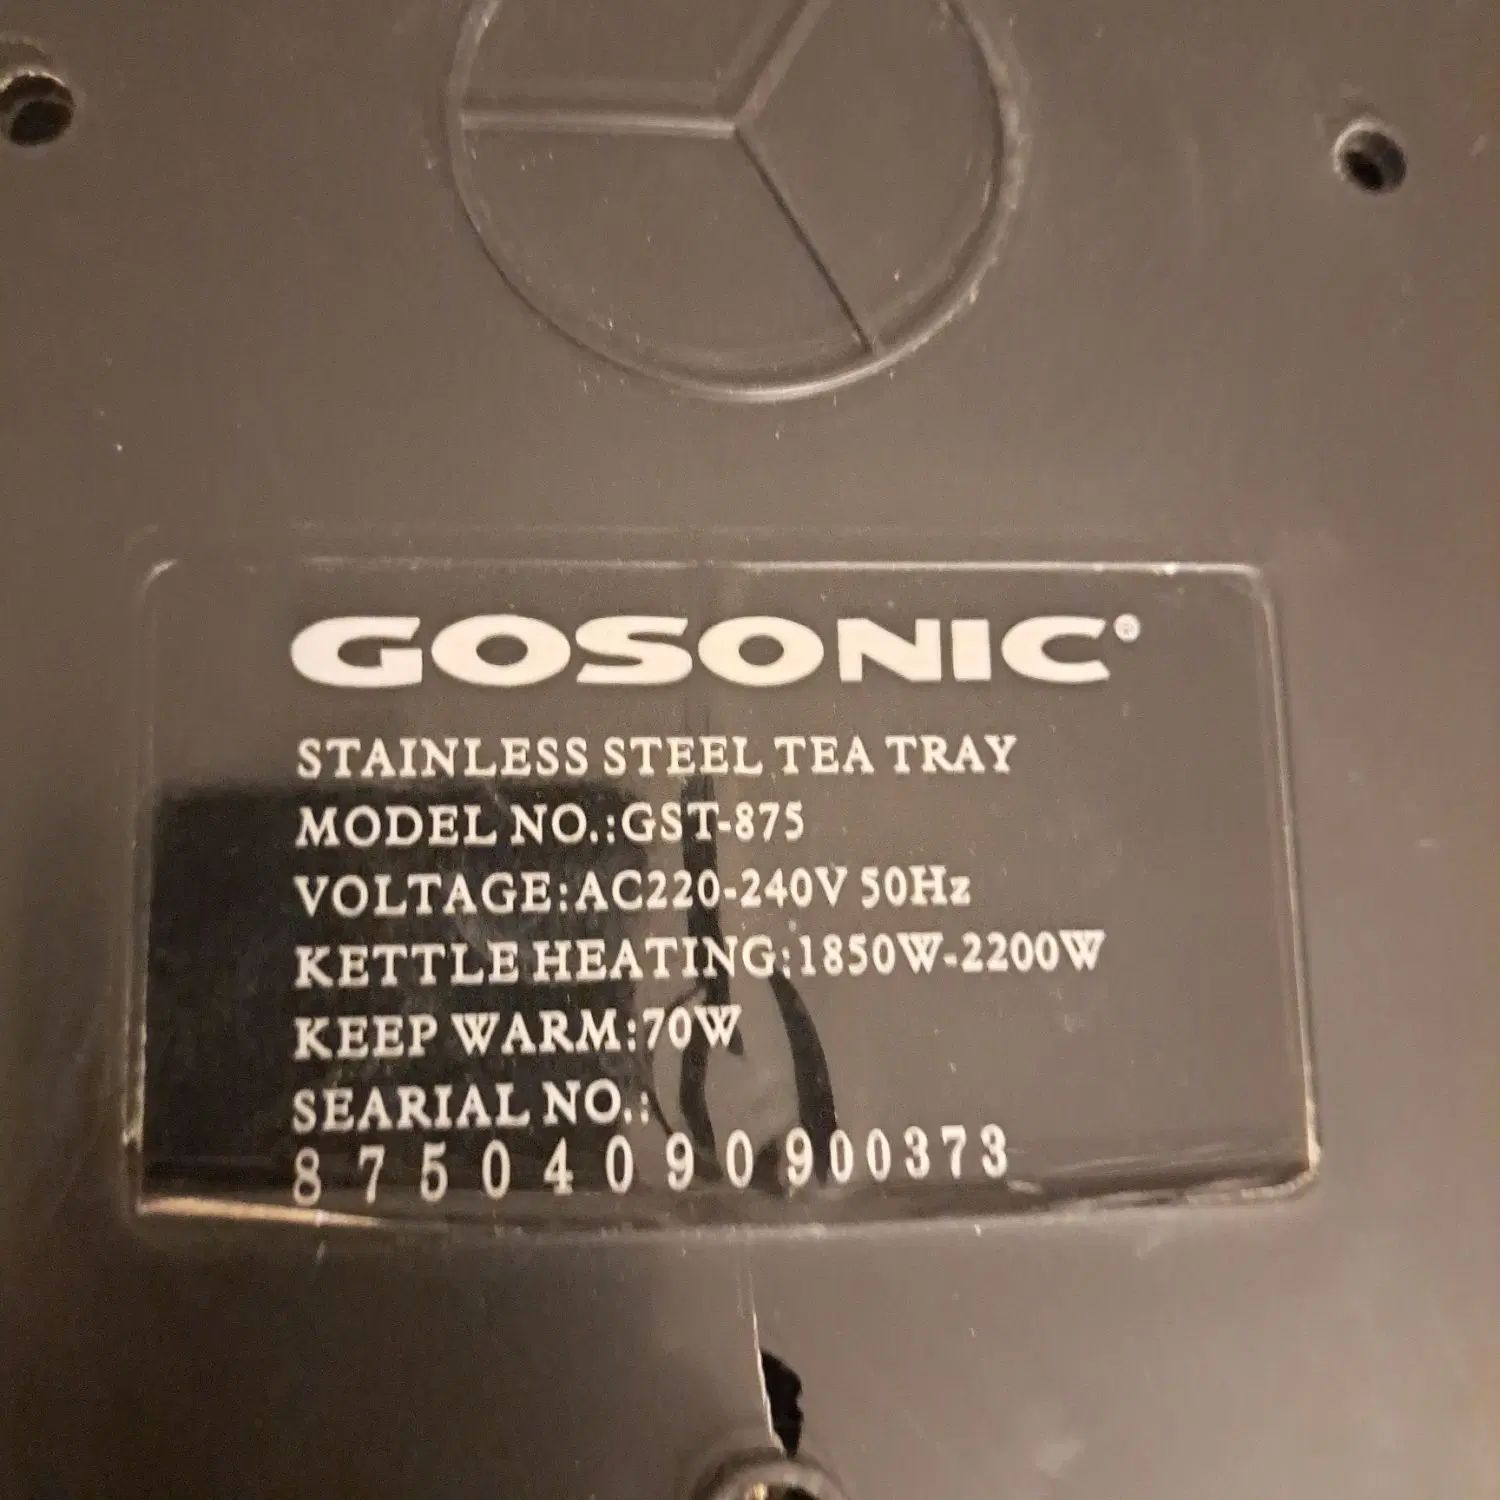 GOSONIC®
STAINLESS STEEL TEA TRAY
MODEL NO.:GST-875
VOLTAGE:AC220-240V 50Hz
KETTLE HEATING:1850W-2200W
KEEP WARM:70W
SEARIAL NO.:
87504090900373